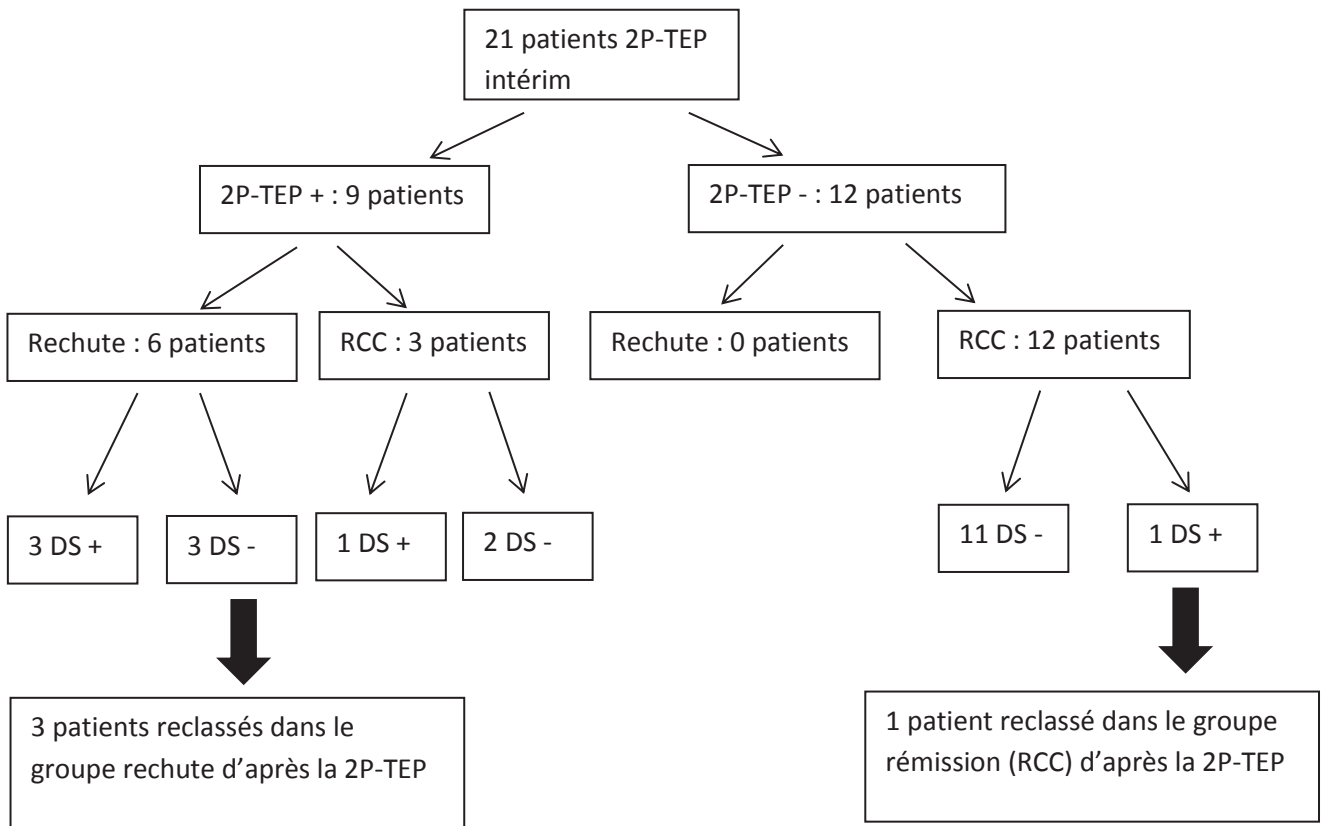 21 patients 2P-TEP
intérim
2P-TEP + : 9 patients
2P-TEP - : 12 patients
Rechute : 6 patients
RCC : 3 patients
Rechute : 0 patients
RCC : 12 patients
3 DS +
3 DS -
1 DS +
2 DS -
11 DS -
1 DS +
3 patients reclassés dans le
groupe rechute d’après la 2P-TEP
1 patient reclassé dans le groupe
rémission (RCC) d’après la 2P-TEP